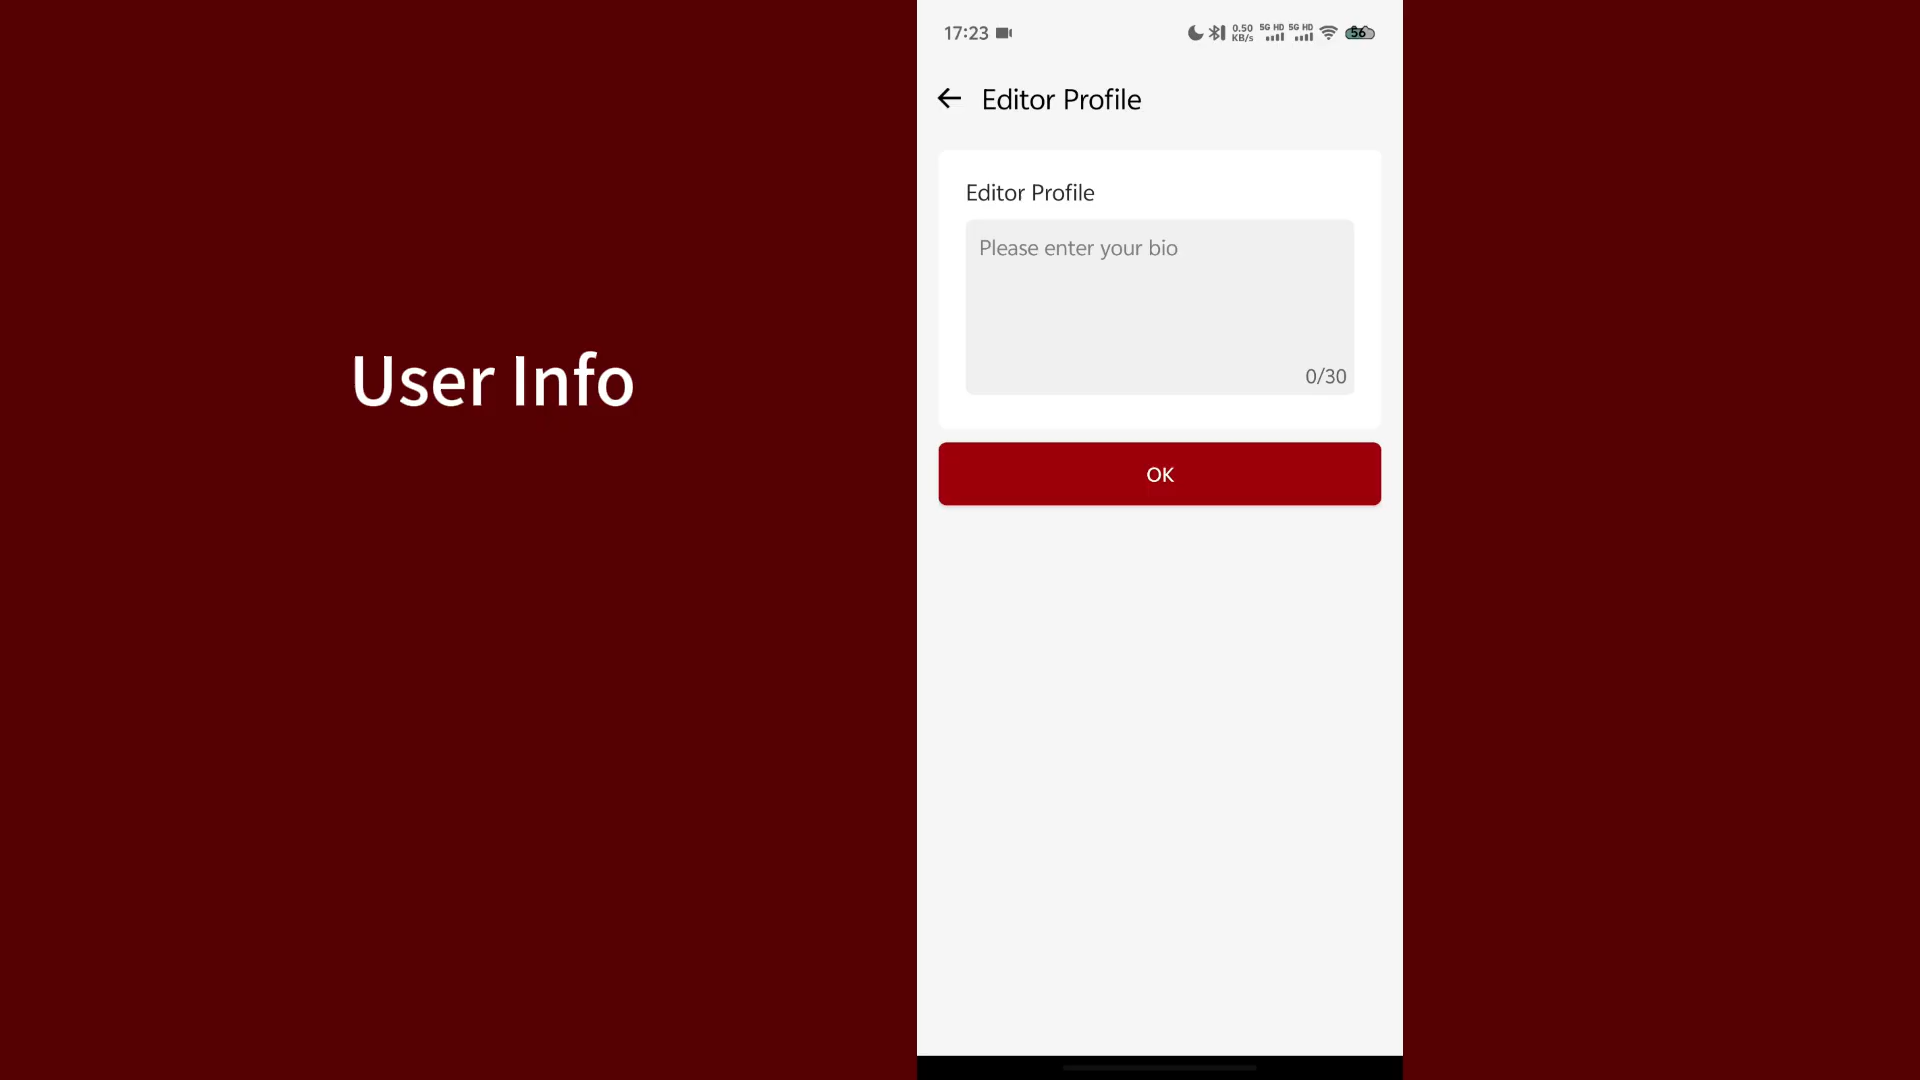 User Info
17:23
0.50
KB/s
5G HD 5G HD
56
Editor Profile
Editor Profile
Please enter your bio
0/30
OK